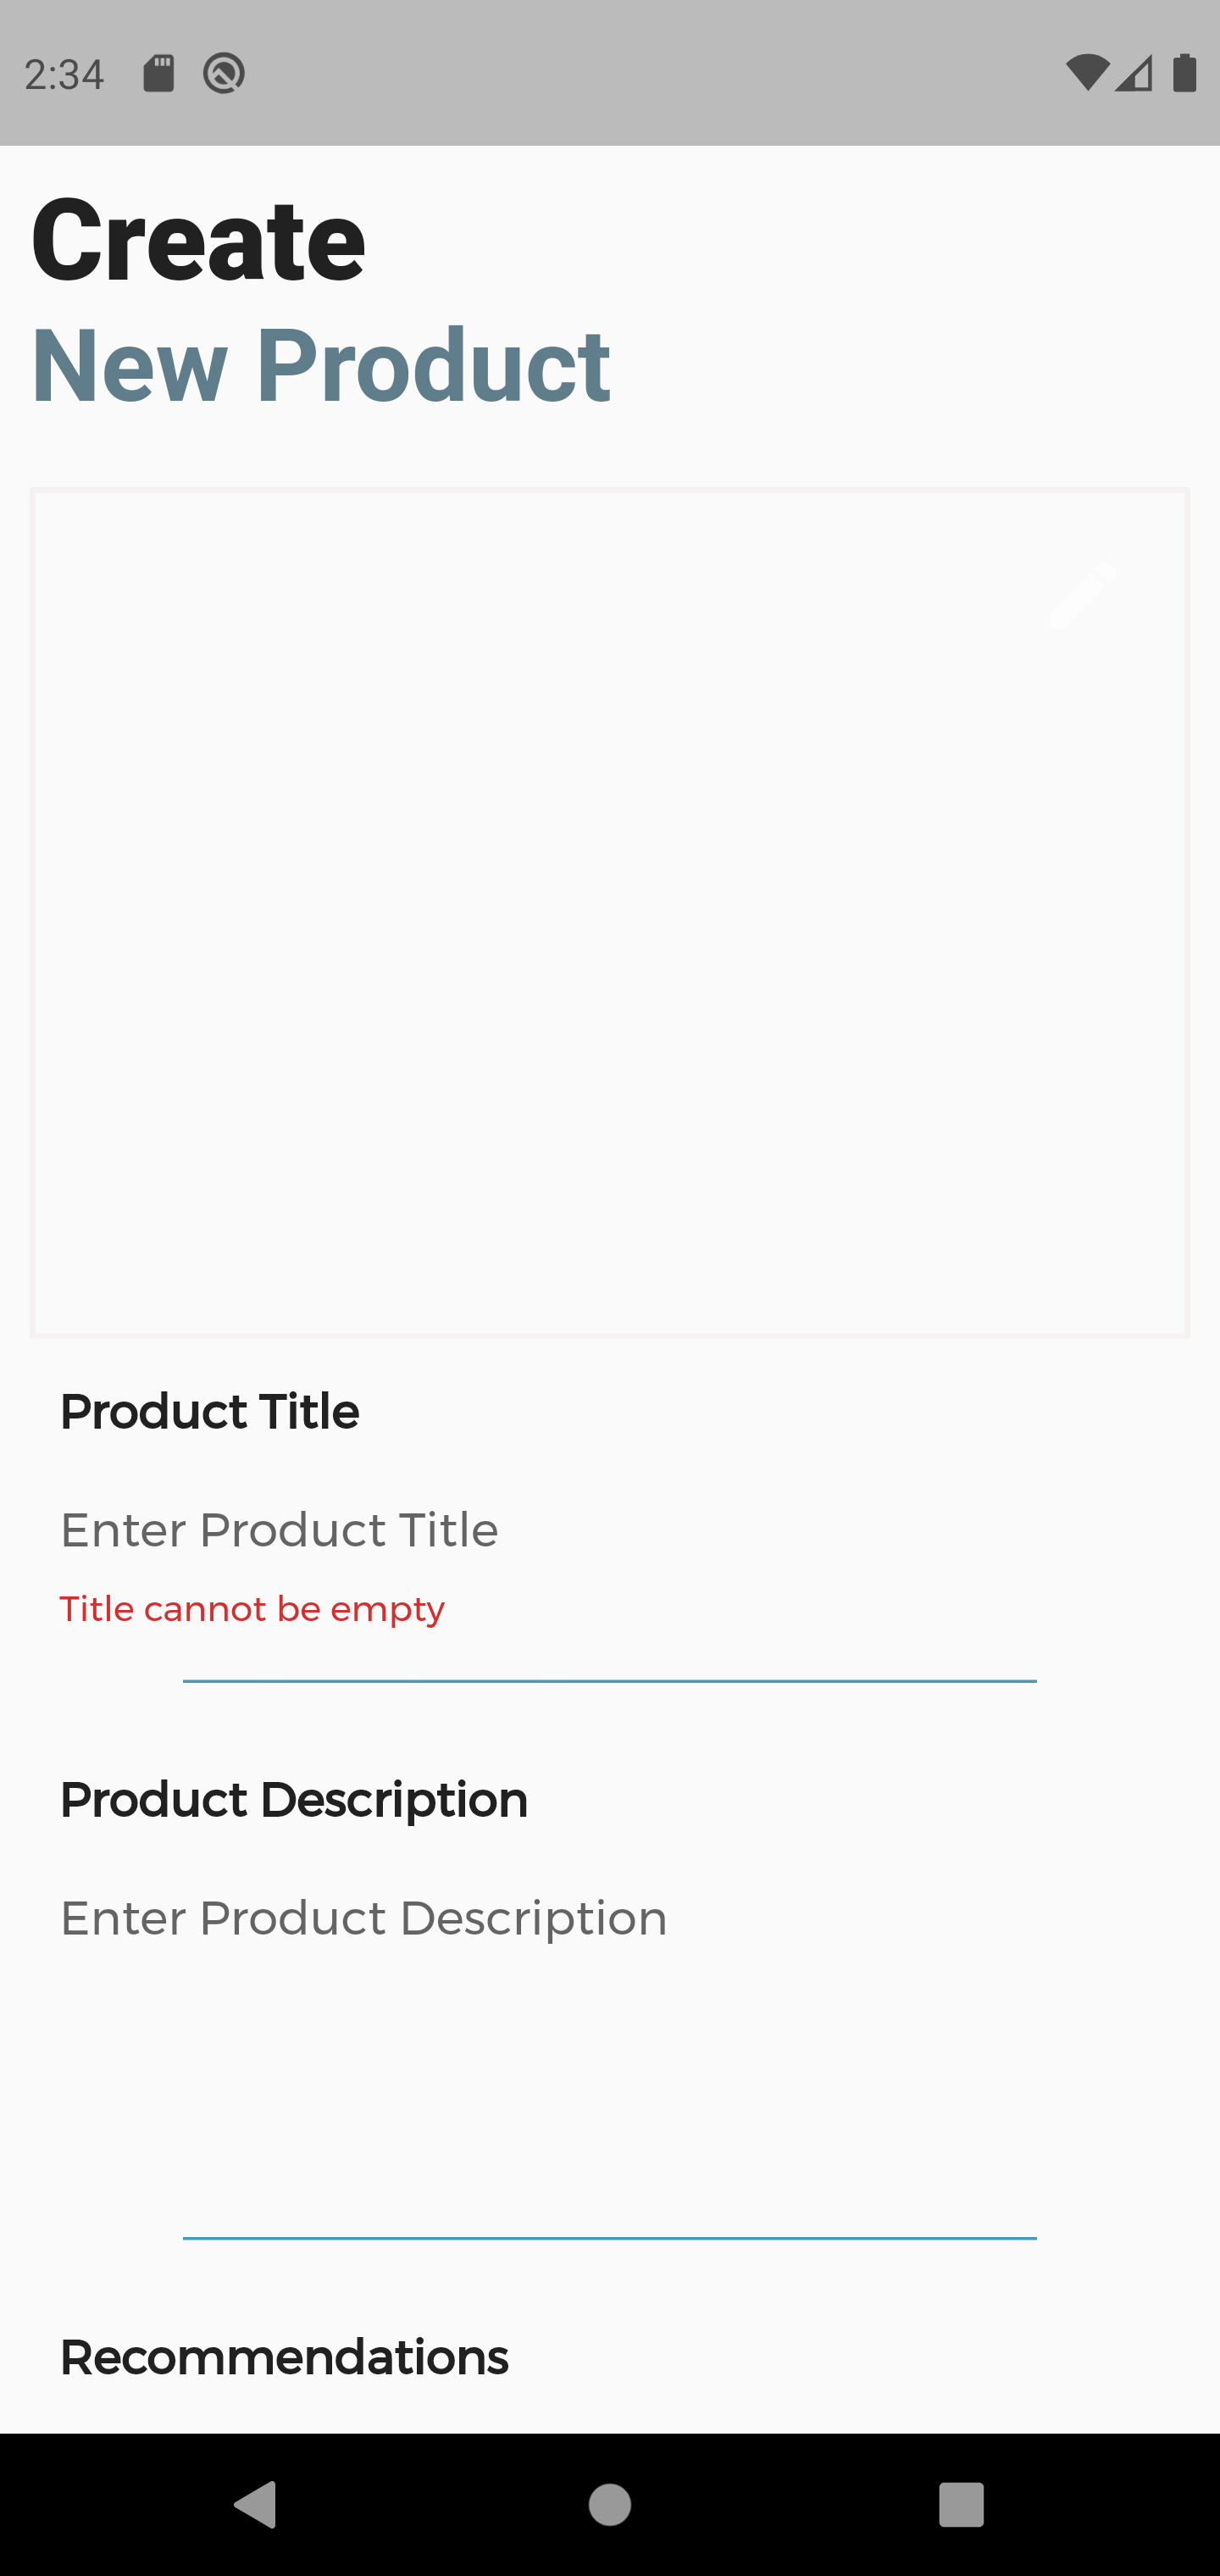 2:34
Create
New Product
Product Title
Enter Product Title
Title cannot be empty
Product Description
Enter Product Description
Recommendations